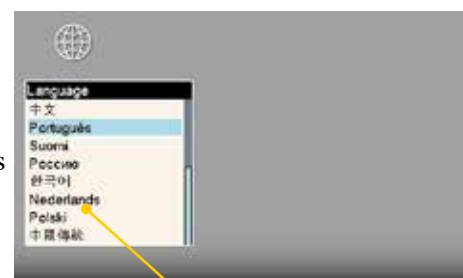 Language
中文
Português
Suomi
Россию
s
한국어
Nederlands
Polski
中國傳統